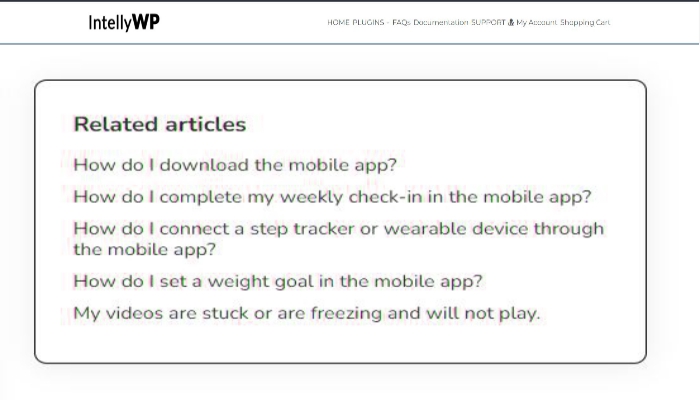 IntellyWP
HOME PLUGINS - FAQs Documentation SUPPORT My Account Shopping Cart
Related articles
How do I download the mobile app?
How do I complete my weekly check-in in the mobile app?
How do I connect a step tracker or wearable device through
the mobile app?
How do I set a weight goal in the mobile app?
My videos are stuck or are freezing and will not play.